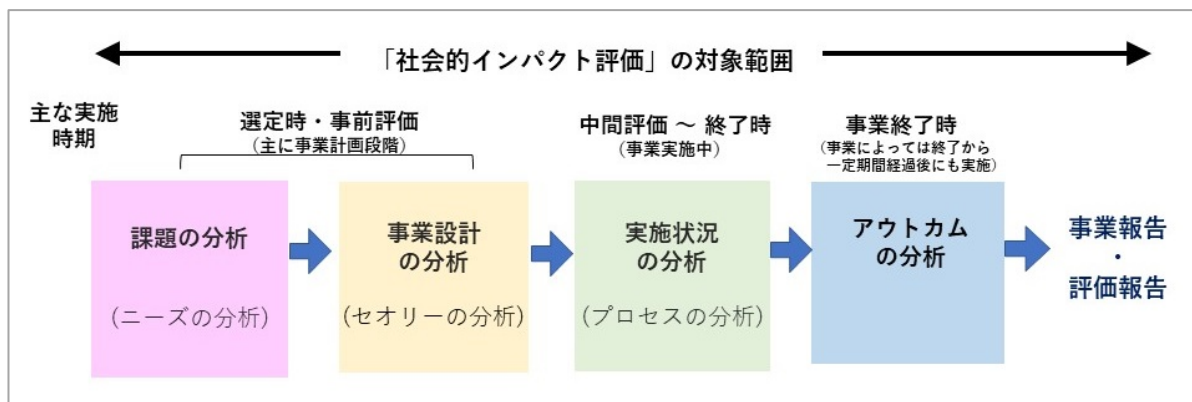 「社会的インパクト評価」の対象範囲
主な実施
時期
選定時・事前評価
(主に事業計画段階)
中間評価 ~ 終了時
(事業実施中)
事業終了時
(事業によっては終了から
一定期間経過後にも実施)
課題の分析
(ニーズの分析)
事業設計
の分析
(セオリーの分析)
実施状況
の分析
(プロセスの分析)
アウトカム
の分析
事業報告
・
評価報告